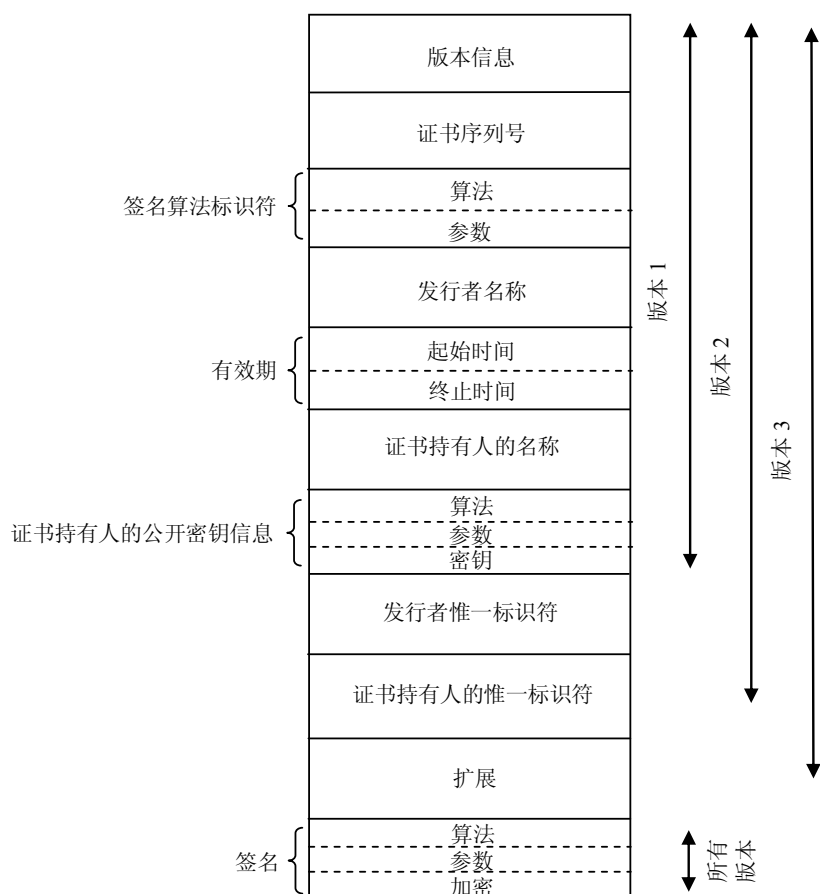 版本信息
证书序列号
签名算法标识符
算法
参数
发行者名称
有效期
起始时间
终止时间
证书持有人的名称
证书持有人的公开密钥信息
算法
参数
密钥
发行者惟一标识符
证书持有人的惟一标识符
扩展
签名
算法
参数
加密
版本 1
版本 2
版本 3
所有
版本